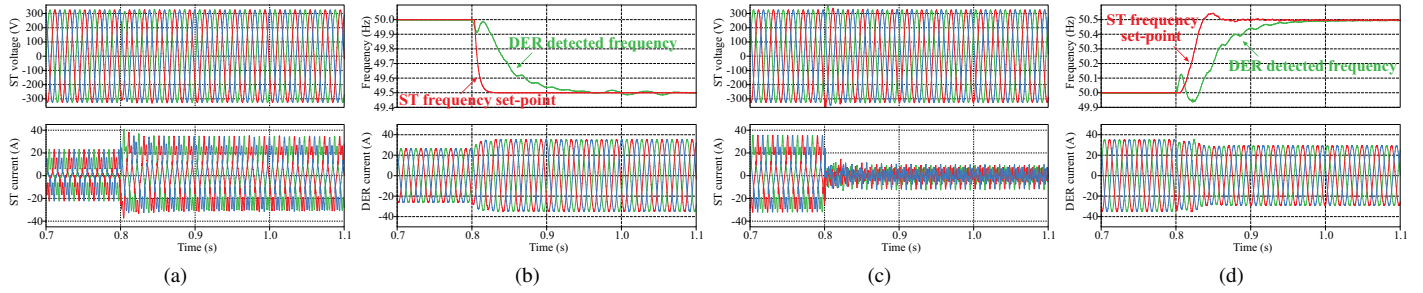 ST voltage (V)
300
200
100
0
-100
-200
-300
ST current (A)
40
20
0
-20
-40
0.7 0.8 0.9 1.0 1.1
Time (s)
(a)
Frequency (Hz)
50.0
49.9
49.8
49.7
49.6
49.5
49.4
DER detected frequency
ST frequency set-point
DER current (A)
40
20
0
-20
-40
0.7 0.8 0.9 1.0 1.1
Time (s)
(b)
ST voltage (V)
300
200
100
0
-100
-200
-300
ST current (A)
40
20
0
-20
-40
0.7 0.8 0.9 1.0 1.1
Time (s)
(c)
Frequency (Hz)
50.5
50.4
50.3
50.2
50.1
50.0
49.9
ST frequency
set-point
DER detected frequency
DER current (A)
40
20
0
-20
-40
0.7 0.8 0.9 1.0 1.1
Time (s)
(d)